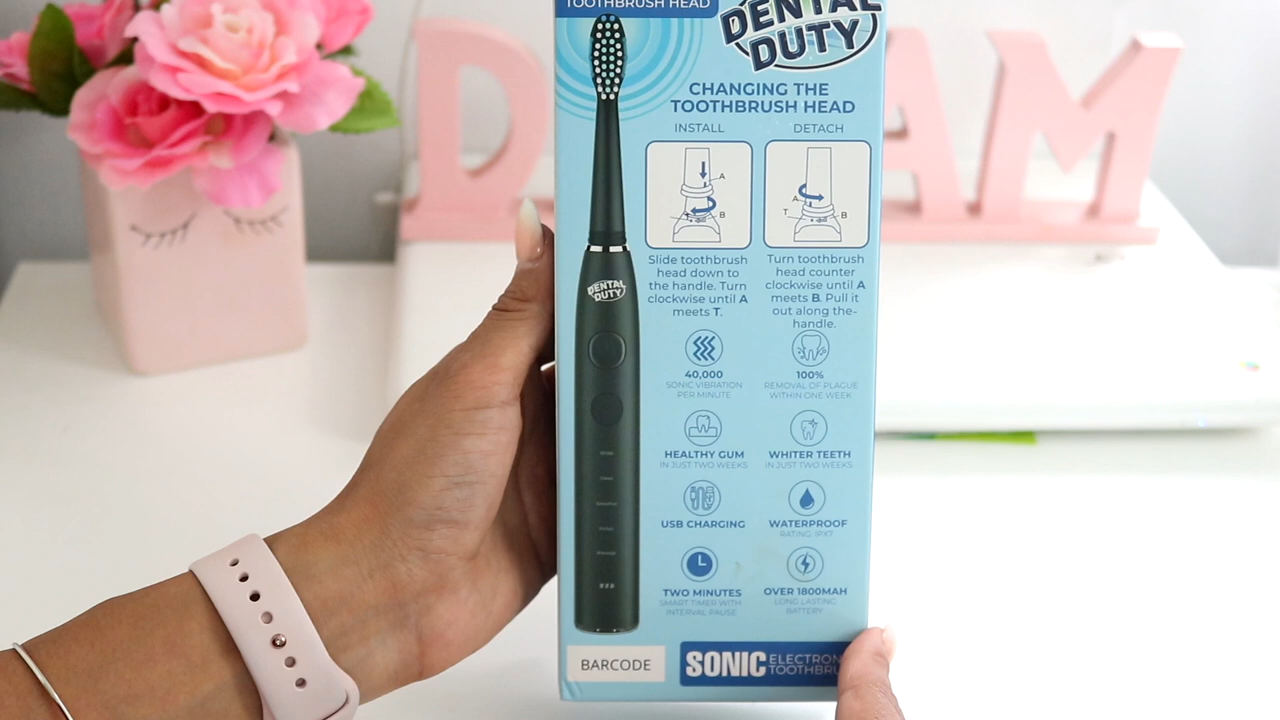 TOOTHBRUSH HEAD
DENTAL
DUTY
CHANGING THE
TOOTHBRUSH HEAD
INSTALL
DETACH
A
B
A
T
B
Slide toothbrush
head down to
the handle. Turn
clockwise until A
meets T.
Turn toothbrush
head counter
clockwise until A
meets B. Pull it
out along the-
handle.
DENTAL
DUTY
40,000
SONIC VIBRATION
PER MINUTE
100%
REMOVAL OF PLAGUE
WITHIN ONE WEEK
HEALTHY GUM
IN JUST TWO WEEKS
WHITER TEETH
IN JUST TWO WEEKS
USB CHARGING
WATERPROOF
RATING: IPX7
TWO MINUTES
SMART TIMER WITH
INTERVAL PAUSE
OVER 1800MAH
LONG LASTING
BATTERY
BARCODE
SONIC
ELECTRON
TOOTHBRU
D AM